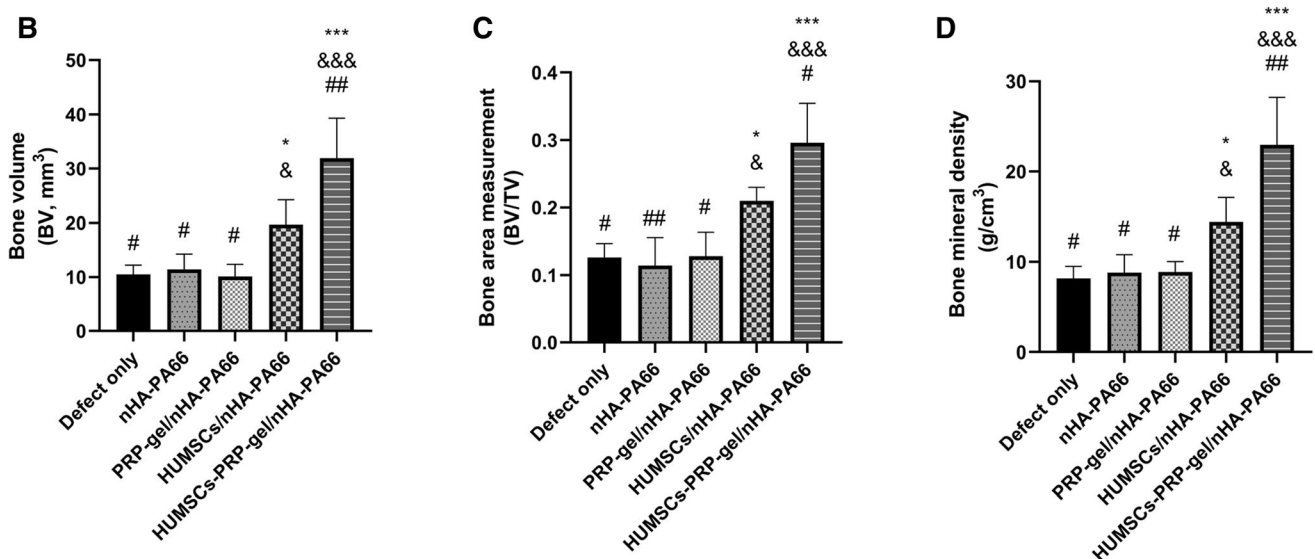 B
***
&&&
##
*
&
#
#
#
50
40
30
20
10
0
Bone volume
(BV, mm³)
Defect only
nHA-PA66
PRP-gel/nHA-PA66
HUMSCs/nHA-PA66
HUMSCs-PRP-gel/nHA-PA66
C
***
&&&
#
*
&
#
##
#
0.4
0.3
0.2
0.1
0.0
Bone area measurement
(BV/TV)
Defect only
nHA-PA66
PRP-gel/nHA-PA66
HUMSCs/nHA-PA66
HUMSCs-PRP-gel/nHA-PA66
D
***
&&&
##
*
&
#
#
#
30
20
10
0
Bone mineral density
(g/cm³)
Defect only
nHA-PA66
PRP-gel/nHA-PA66
HUMSCs/nHA-PA66
HUMSCs-PRP-gel/nHA-PA66